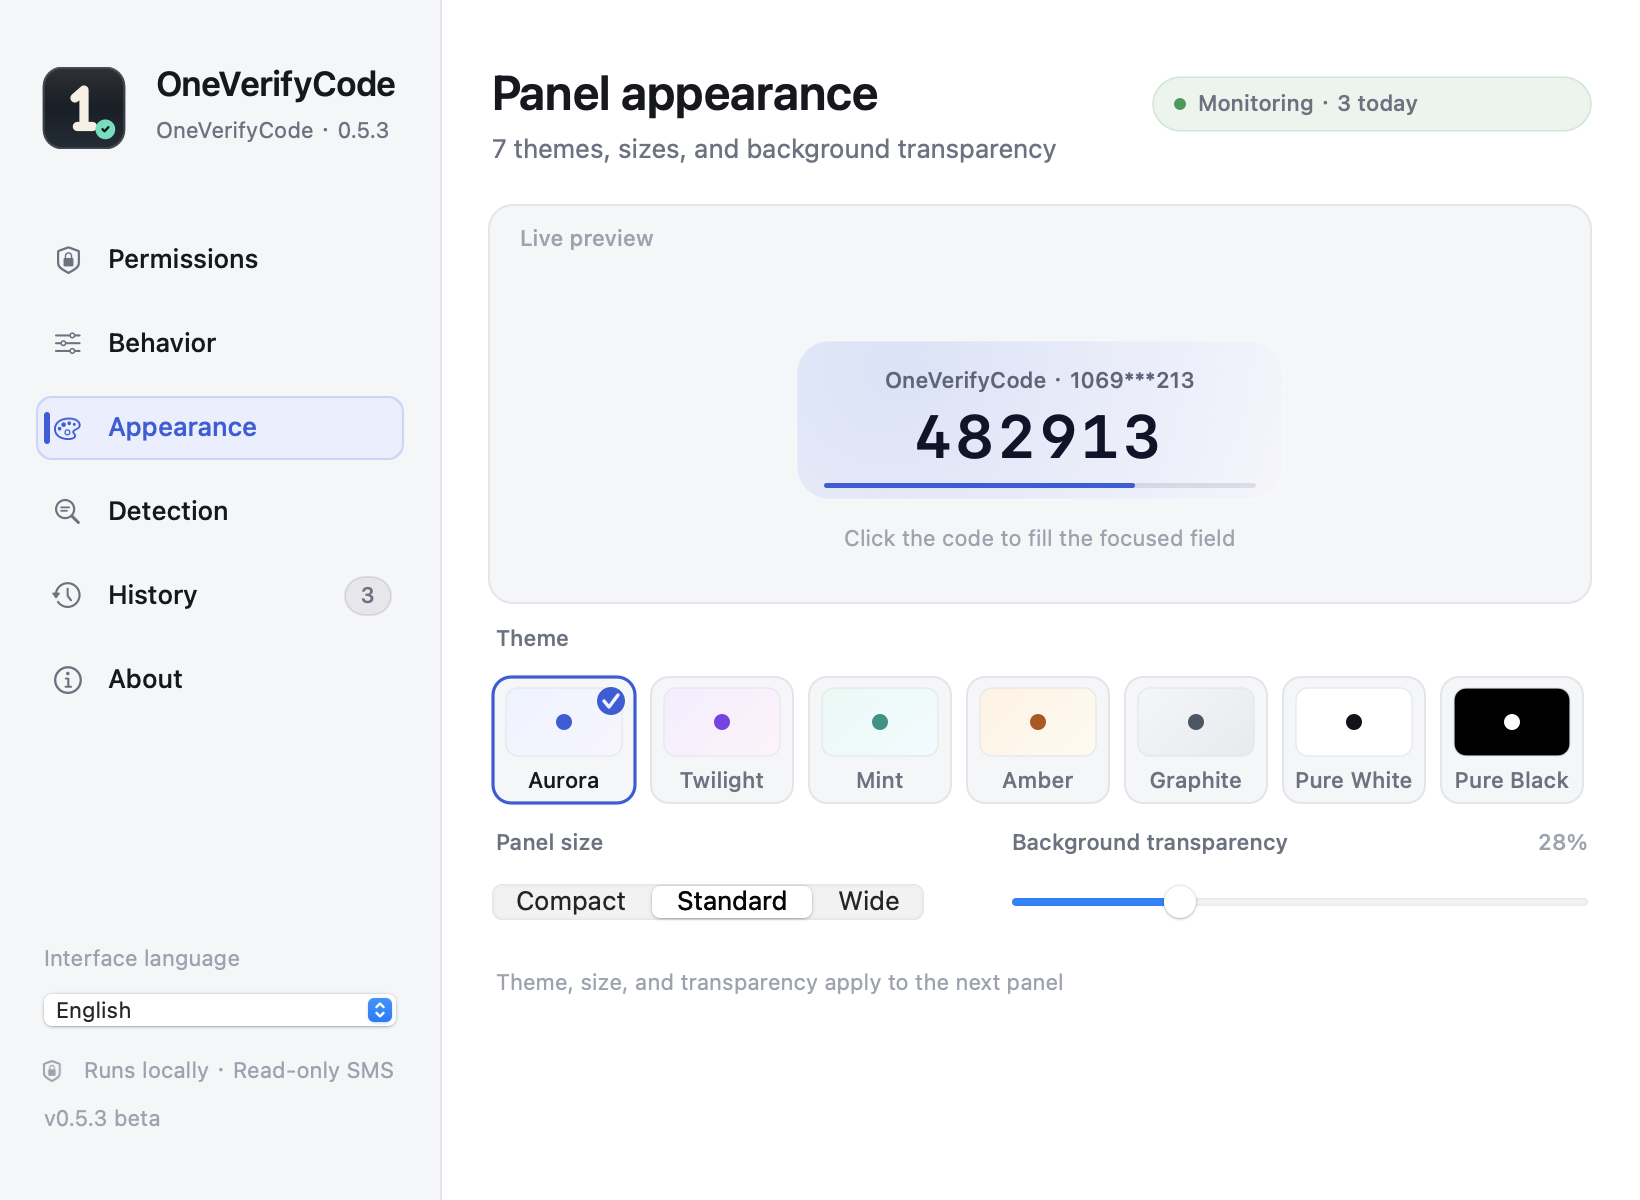 1
OneVerifyCode
OneVerifyCode · 0.5.3
Permissions
Behavior
Appearance
Detection
History
3
About
Interface language
English
Runs locally · Read-only SMS
v0.5.3 beta
Panel appearance
7 themes, sizes, and background transparency
Monitoring · 3 today
Live preview
OneVerifyCode · 1069***213
482913
Click the code to fill the focused field
Theme
Aurora
Twilight
Mint
Amber
Graphite
Pure White
Pure Black
Panel size
Compact
Standard
Wide
Background transparency
28%
Theme, size, and transparency apply to the next panel